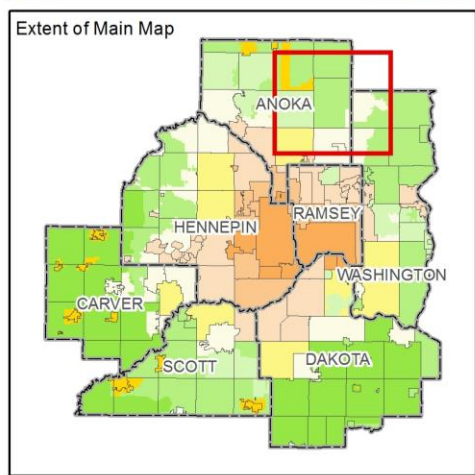 Extent of Main Map
ANOKA
HENNEPIN
RAMSEY
WASHINGTON
CARVER
SCOTT
DAKOTA